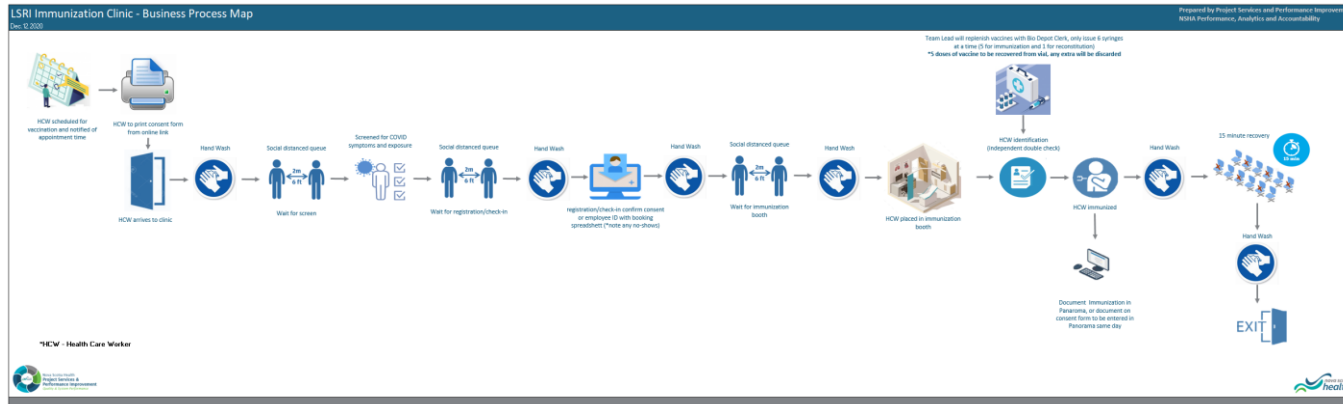 LSRI Immunization Clinic - Business Process Map
Dec. 12, 2020
Prepared by Project Services and Performance Improvem
NSHA Performance, Analytics and Accountability
Team Lead will replenish vaccines with Bio Depot Clerk, only issue 6 syringes
at a time (5 for immunization and 1 for reconstitution)
*5 doses of vaccine to be recovered from vial, any extra will be discarded
HCW scheduled for
vaccination and notified of
appointment time
HCW to print consent form
from online link
HCW arrives to clinic
Hand Wash
Social distanced queue
2m
6 ft
Wait for screen
Screened for COVID
symptoms and exposure
Social distanced queue
2m
6 ft
Wait for registration/check-in
Hand Wash
registration/check-in confirm consent
or employee ID with booking
spreadshett (*note any no-shows)
Hand Wash
Social distanced queue
2m
6 ft
Wait for immunization
booth
Hand Wash
HCW placed in immunization
booth
HCW identification
(independent double check)
HCW immunized
Document Immunization in
Panaroma, or document on
consent form to be entered in
Panorama same day
Hand Wash
15 minute recovery
Hand Wash
EXIT
*HCW - Health Care Worker
Nova Scotia Health
Project Services &
Performance Improvement
nova sco
healt